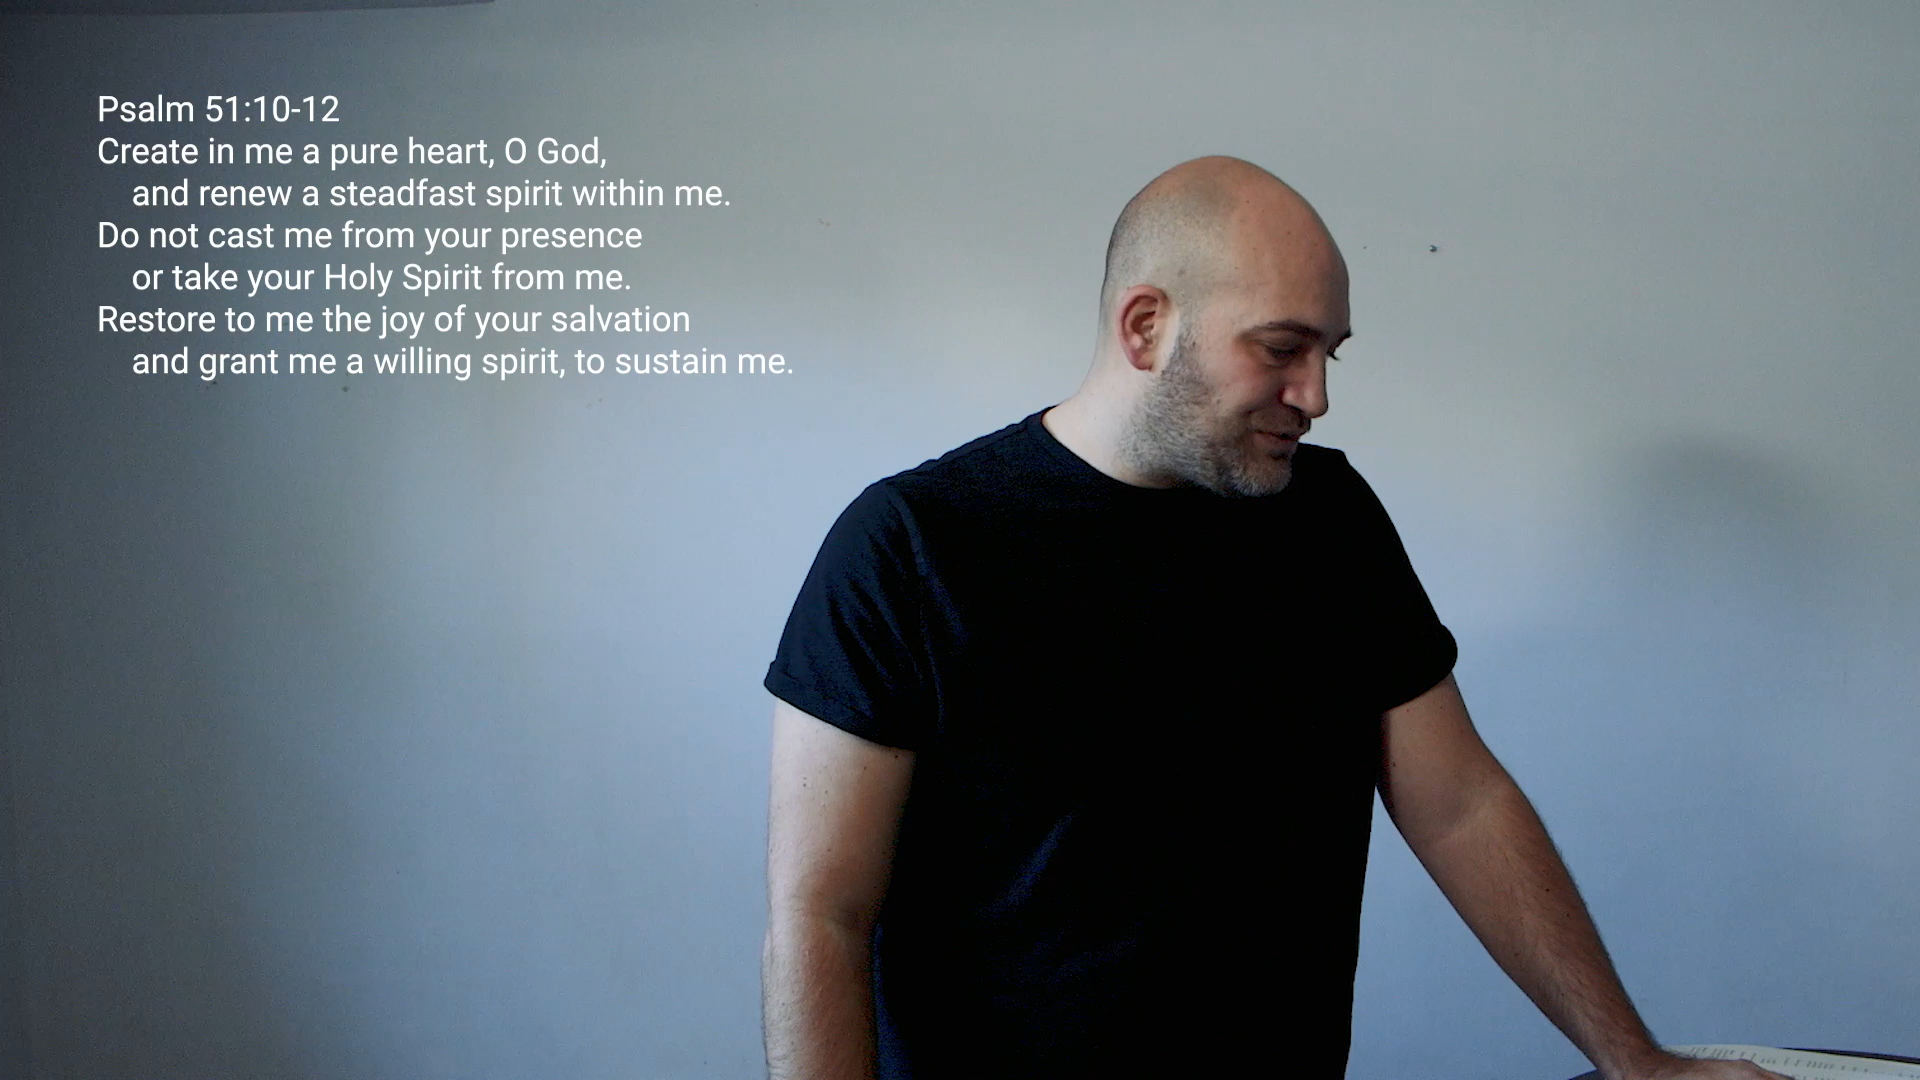 Psalm 51:10-12
Create in me a pure heart, O God,
and renew a steadfast spirit within me.
Do not cast me from your presence
or take your Holy Spirit from me.
Restore to me the joy of your salvation
and grant me a willing spirit, to sustain me.